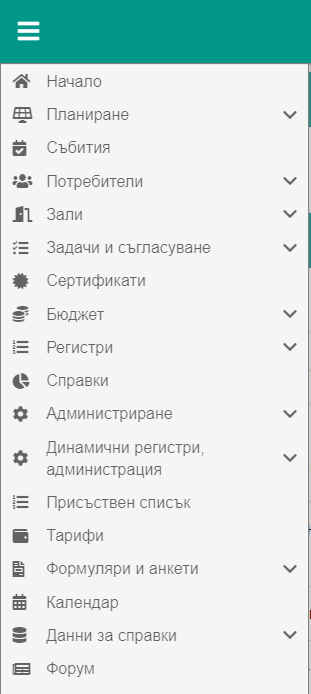 Начало
Планиране
Събития
Потребители
Зали
Задачи и съгласуване
Сертификати
Бюджет
Регистри
Справки
Администриране
Динамични регистри,
администрация
Присъствен списък
Тарифи
Формуляри и анкети
Календар
Данни за справки
Форум